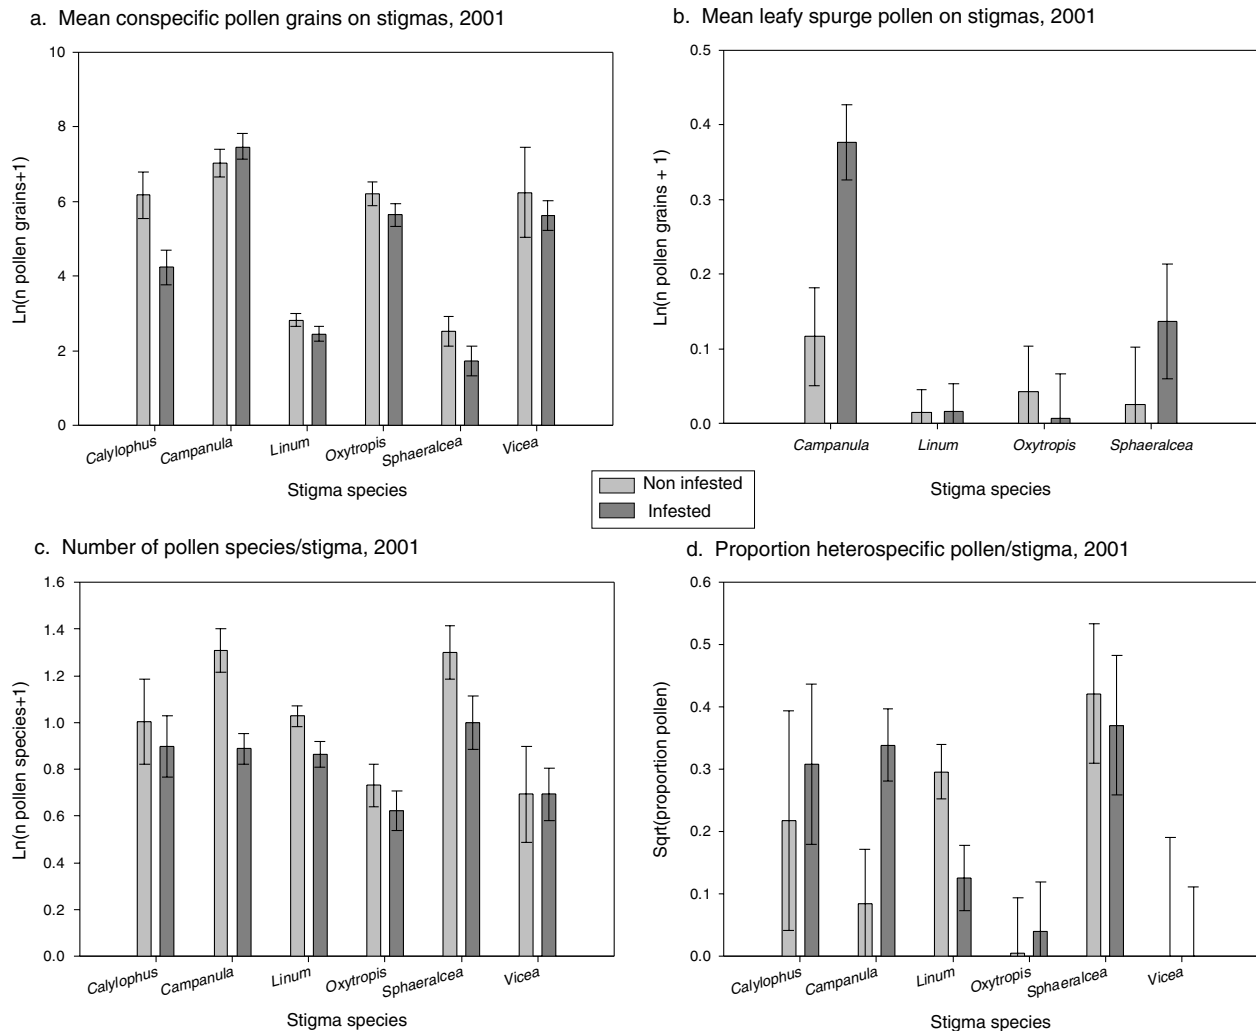 a. Mean conspecific pollen grains on stigmas, 2001
10
8
6
4
2
0
Ln(n pollen grains+1)
Calylophus
Campanula
Linum
Oxytropis
Sphaeralcea
Vicea
Stigma species
b. Mean leafy spurge pollen on stigmas, 2001
0.5
0.4
0.3
0.2
0.1
0.0
Ln(n pollen grains + 1)
Campanula
Linum
Oxytropis
Sphaeralcea
Stigma species
Non infested
Infested
c. Number of pollen species/stigma, 2001
1.6
1.4
1.2
1.0
0.8
0.6
0.4
0.2
0.0
Ln(n pollen species+1)
Calylophus
Campanula
Linum
Oxytropis
Sphaeralcea
Vicea
Stigma species
d. Proportion heterospecific pollen/stigma, 2001
0.6
0.5
0.4
0.3
0.2
0.1
0.0
Sqrt(proportion pollen)
Calylophus
Campanula
Linum
Oxytropis
Sphaeralcea
Vicea
Stigma species